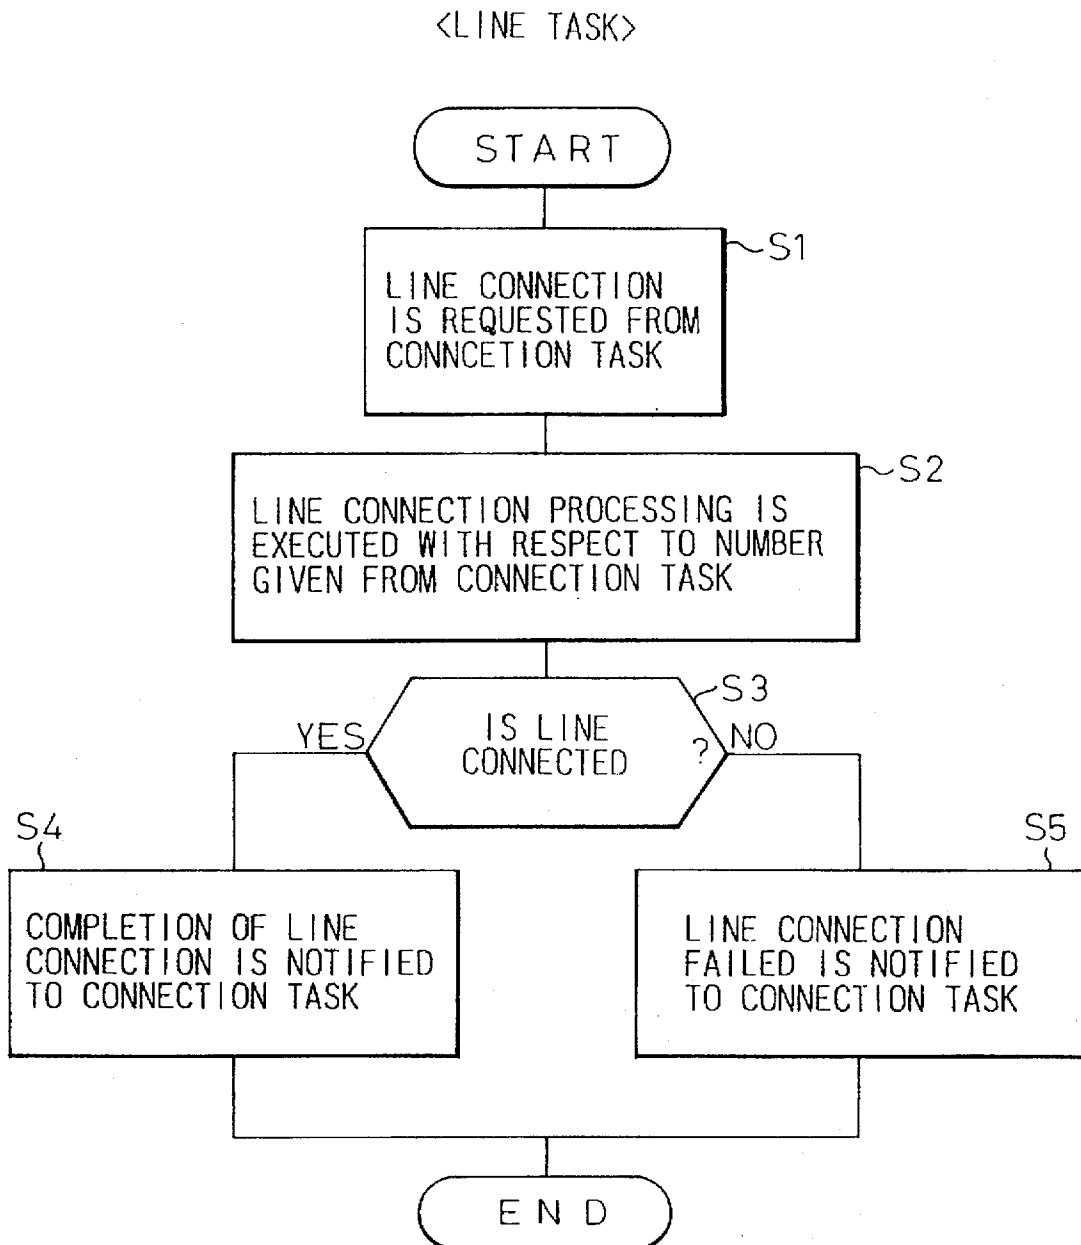 <LINE TASK>
START
S1
LINE CONNECTION
IS REQUESTED FROM
CONNCETION TASK
S2
LINE CONNECTION PROCESSING IS
EXECUTED WITH RESPECT TO NUMBER
GIVEN FROM CONNECTION TASK
S3
YES
IS LINE
CONNECTED ?
NO
S4
COMPLETION OF LINE
CONNECTION IS NOTIFIED
TO CONNECTION TASK
S5
LINE CONNECTION
FAILED IS NOTIFIED
TO CONNECTION TASK
END